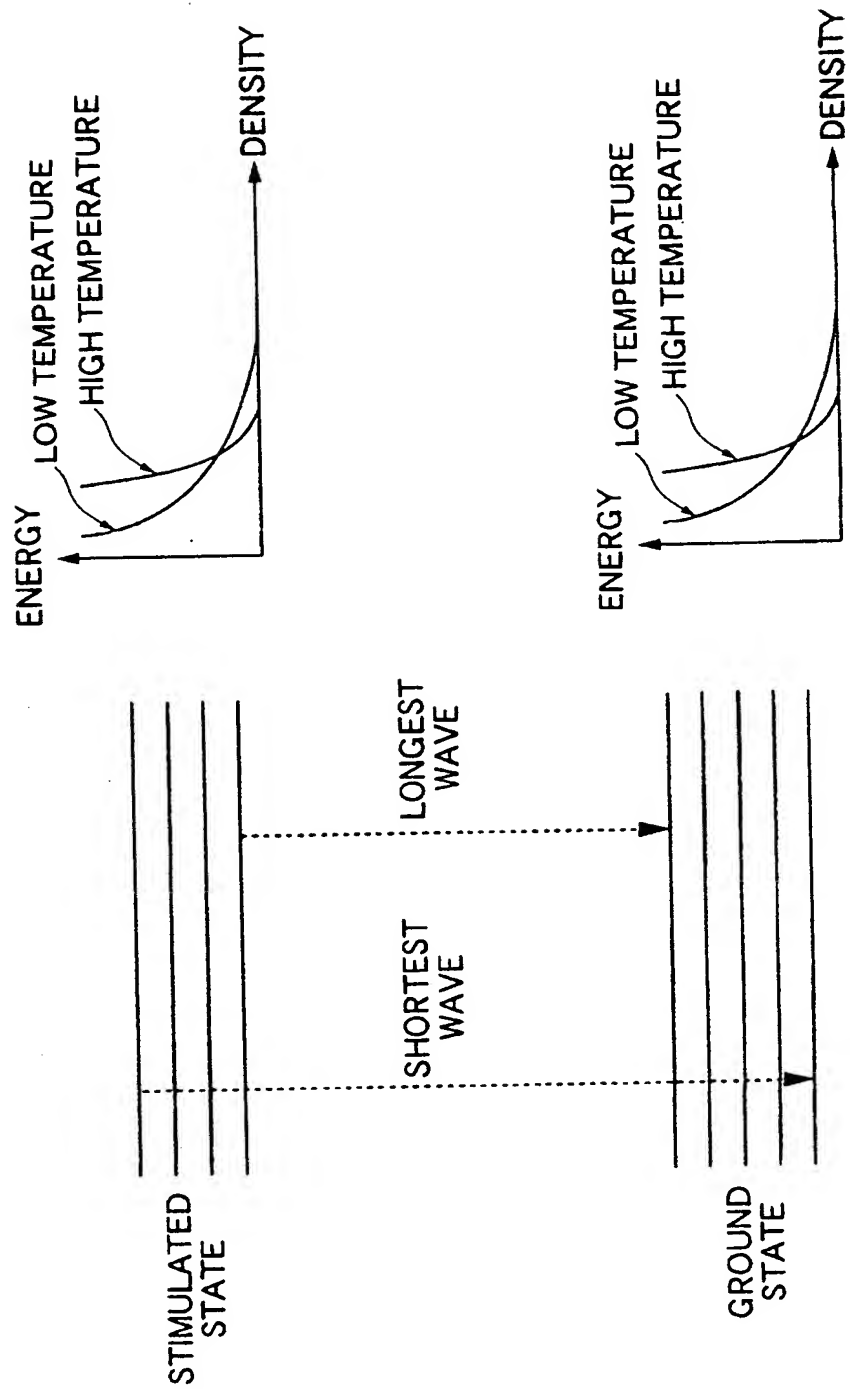 STIMULATED
STATE
SHORTEST
WAVE
LONGEST
WAVE
GROUND
STATE
ENERGY
LOW TEMPERATURE
HIGH TEMPERATURE
DENSITY
ENERGY
LOW TEMPERATURE
HIGH TEMPERATURE
DENSITY